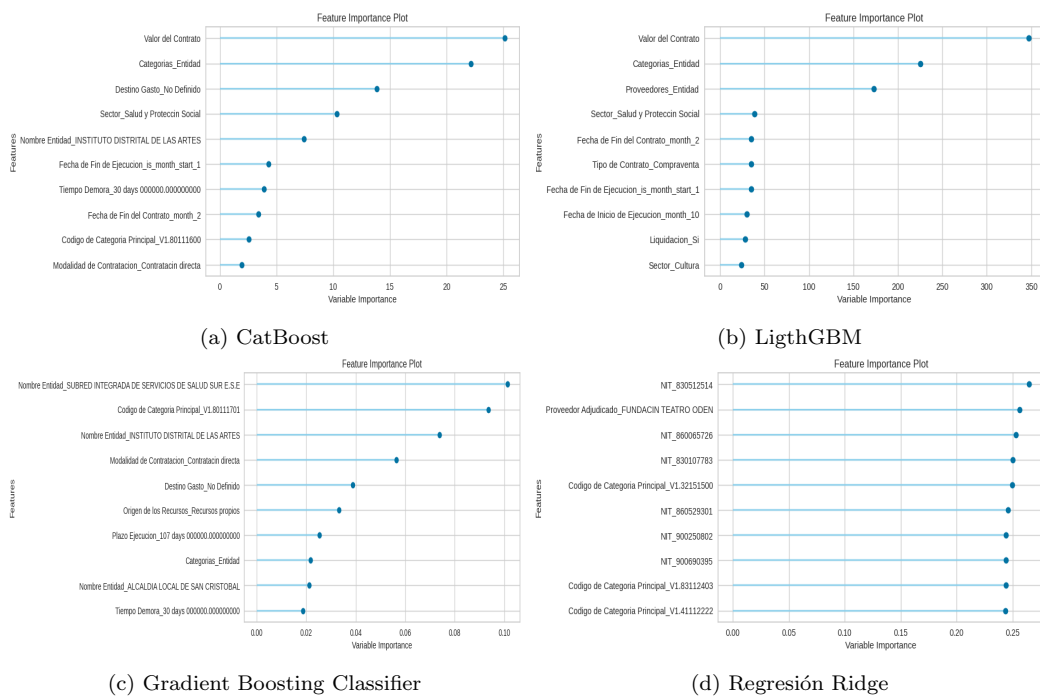 Feature Importance Plot
Features
Valor del Contrato
Categorias_Entidad
Destino Gasto_No Definido
Sector_Salud y Proteccin Social
Nombre Entidad_INSTITUTO DISTRITAL DE LAS ARTES
Fecha de Fin de Ejecucion_is_month_start_1
Tiempo Demora_30 days 000000.000000000
Fecha de Fin del Contrato_month_2
Codigo de Categoria Principal_V1.80111600
Modalidad de Contratacion_Contratacin directa
0 5 10 15 20 25
Variable Importance
(a) CatBoost
Feature Importance Plot
Features
Valor del Contrato
Categorias_Entidad
Proveedores_Entidad
Sector_Salud y Proteccin Social
Fecha de Fin del Contrato_month_2
Tipo de Contrato_Compraventa
Fecha de Fin de Ejecucion_is_month_start_1
Fecha de Inicio de Ejecucion_month_10
Liquidacion_Si
Sector_Cultura
0 50 100 150 200 250 300 350
Variable Importance
(b) LigthGBM
Feature Importance Plot
Features
Nombre Entidad_SUBRED INTEGRADA DE SERVICIOS DE SALUD SUR E.S.E
Codigo de Categoria Principal_V1.80111701
Nombre Entidad_INSTITUTO DISTRITAL DE LAS ARTES
Modalidad de Contratacion_Contratacin directa
Destino Gasto_No Definido
Origen de los Recursos_Recursos propios
Plazo Ejecucion_107 days 000000.000000000
Categorias_Entidad
Nombre Entidad_ALCALDIA LOCAL DE SAN CRISTOBAL
Tiempo Demora_30 days 000000.000000000
0.00 0.02 0.04 0.06 0.08 0.10
Variable Importance
(c) Gradient Boosting Classifier
Feature Importance Plot
Features
NIT_830512514
Proveedor Adjudicado_FUNDACIN TEATRO ODEN
NIT_860065726
NIT_830107783
Codigo de Categoria Principal_V1.32151500
NIT_860529301
NIT_900250802
NIT_900690395
Codigo de Categoria Principal_V1.83112403
Codigo de Categoria Principal_V1.41112222
0.00 0.05 0.10 0.15 0.20 0.25
Variable Importance
(d) Regresión Ridge